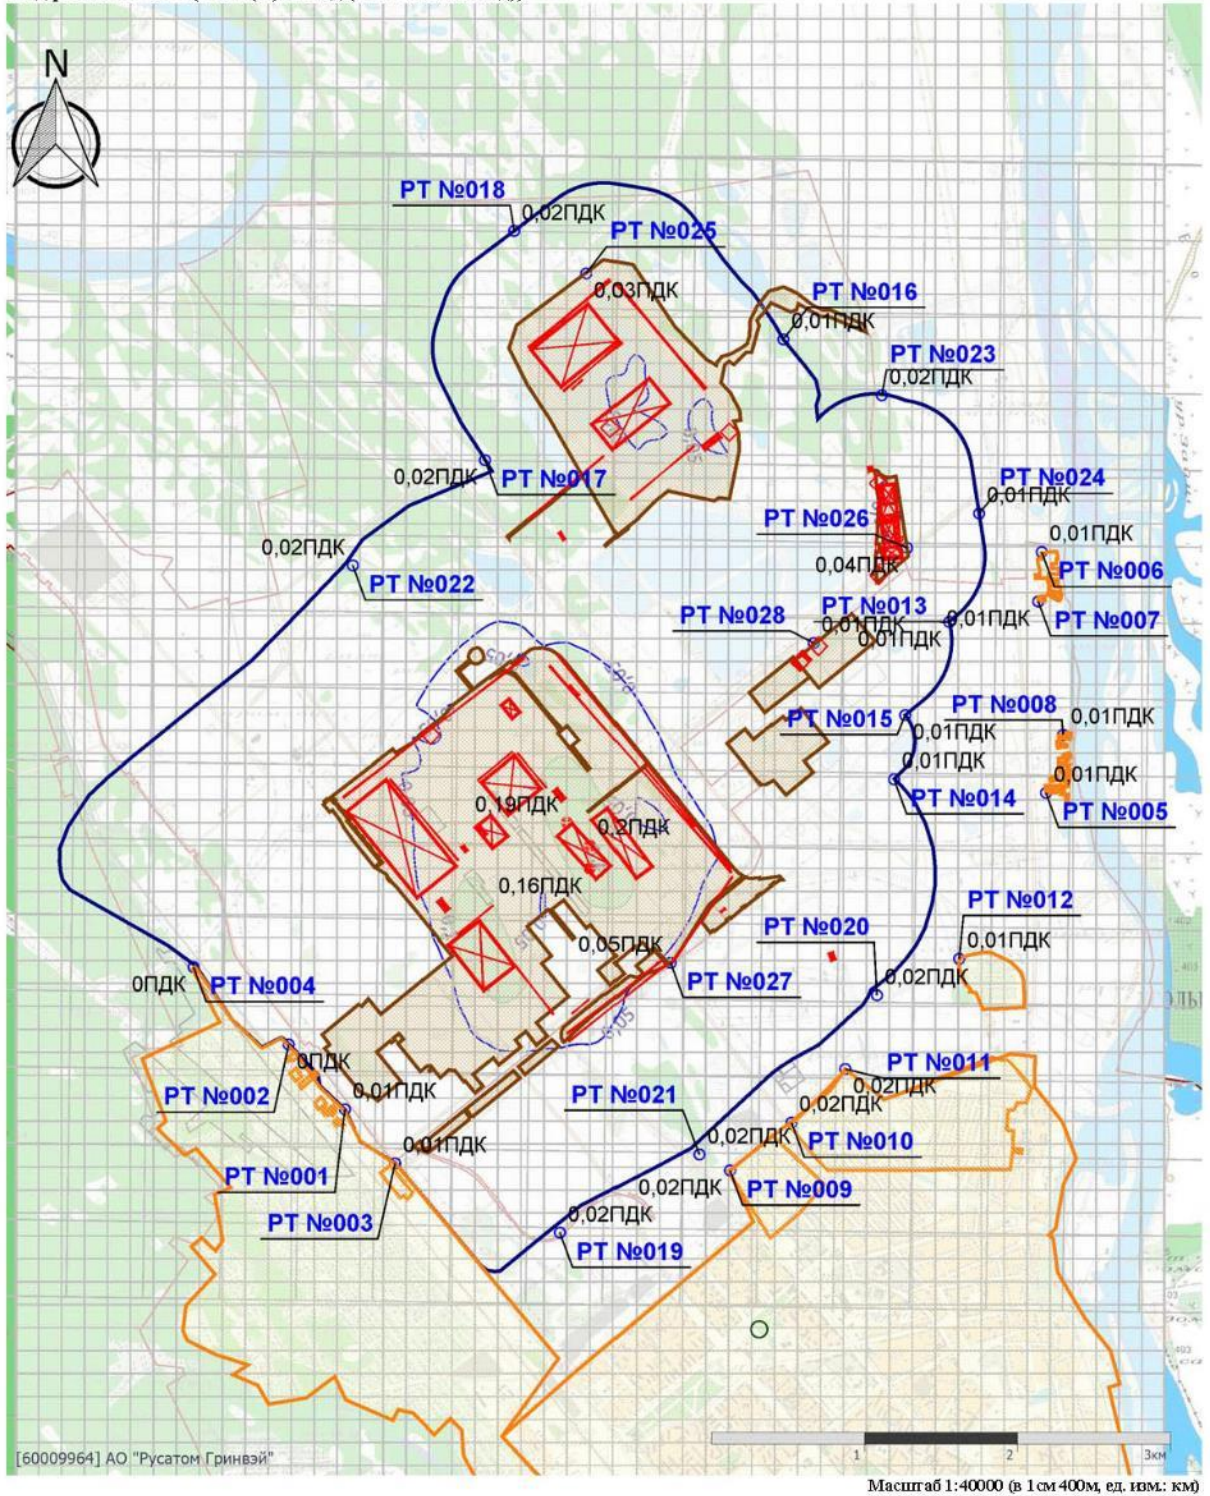 N
РТ №018
0,02ПДК
РТ №025
0,03ПДК
РТ №016
0,01ПДК
РТ №023
0,02ПДК
0,02ПДК
РТ №017
РТ №024
0,01ПДК
РТ №026
0,04ПДК
0,01ПДК
РТ №006
0,02ПДК
РТ №022
РТ №028
РТ №013
0,01ПДК
0,01ПДК
0,01ПДК
РТ №007
0,05
0,05
РТ №015
0,01ПДК
РТ №008
0,01ПДК
0,01ПДК
РТ №014
0,01ПДК
РТ №005
0,19ПДК
0,2ПДК
0,16ПДК
РТ №012
0,01ПДК
РТ №020
0,02ПДК
0,05ПДК
РТ №027
0ПДК
РТ №004
0,05
0ПДК
РТ №002
0,01ПДК
РТ №011
0,02ПДК
РТ №021
0,02ПДК
РТ №010
0,01ПДК
0,02ПДК
РТ №001
0,02ПДК
РТ №009
РТ №003
0,02ПДК
РТ №019
[60009964] АО "Русатом Гринвэй"
1
2
3км
Масштаб 1:40000 (в 1см 400м, ед. изм.: км)